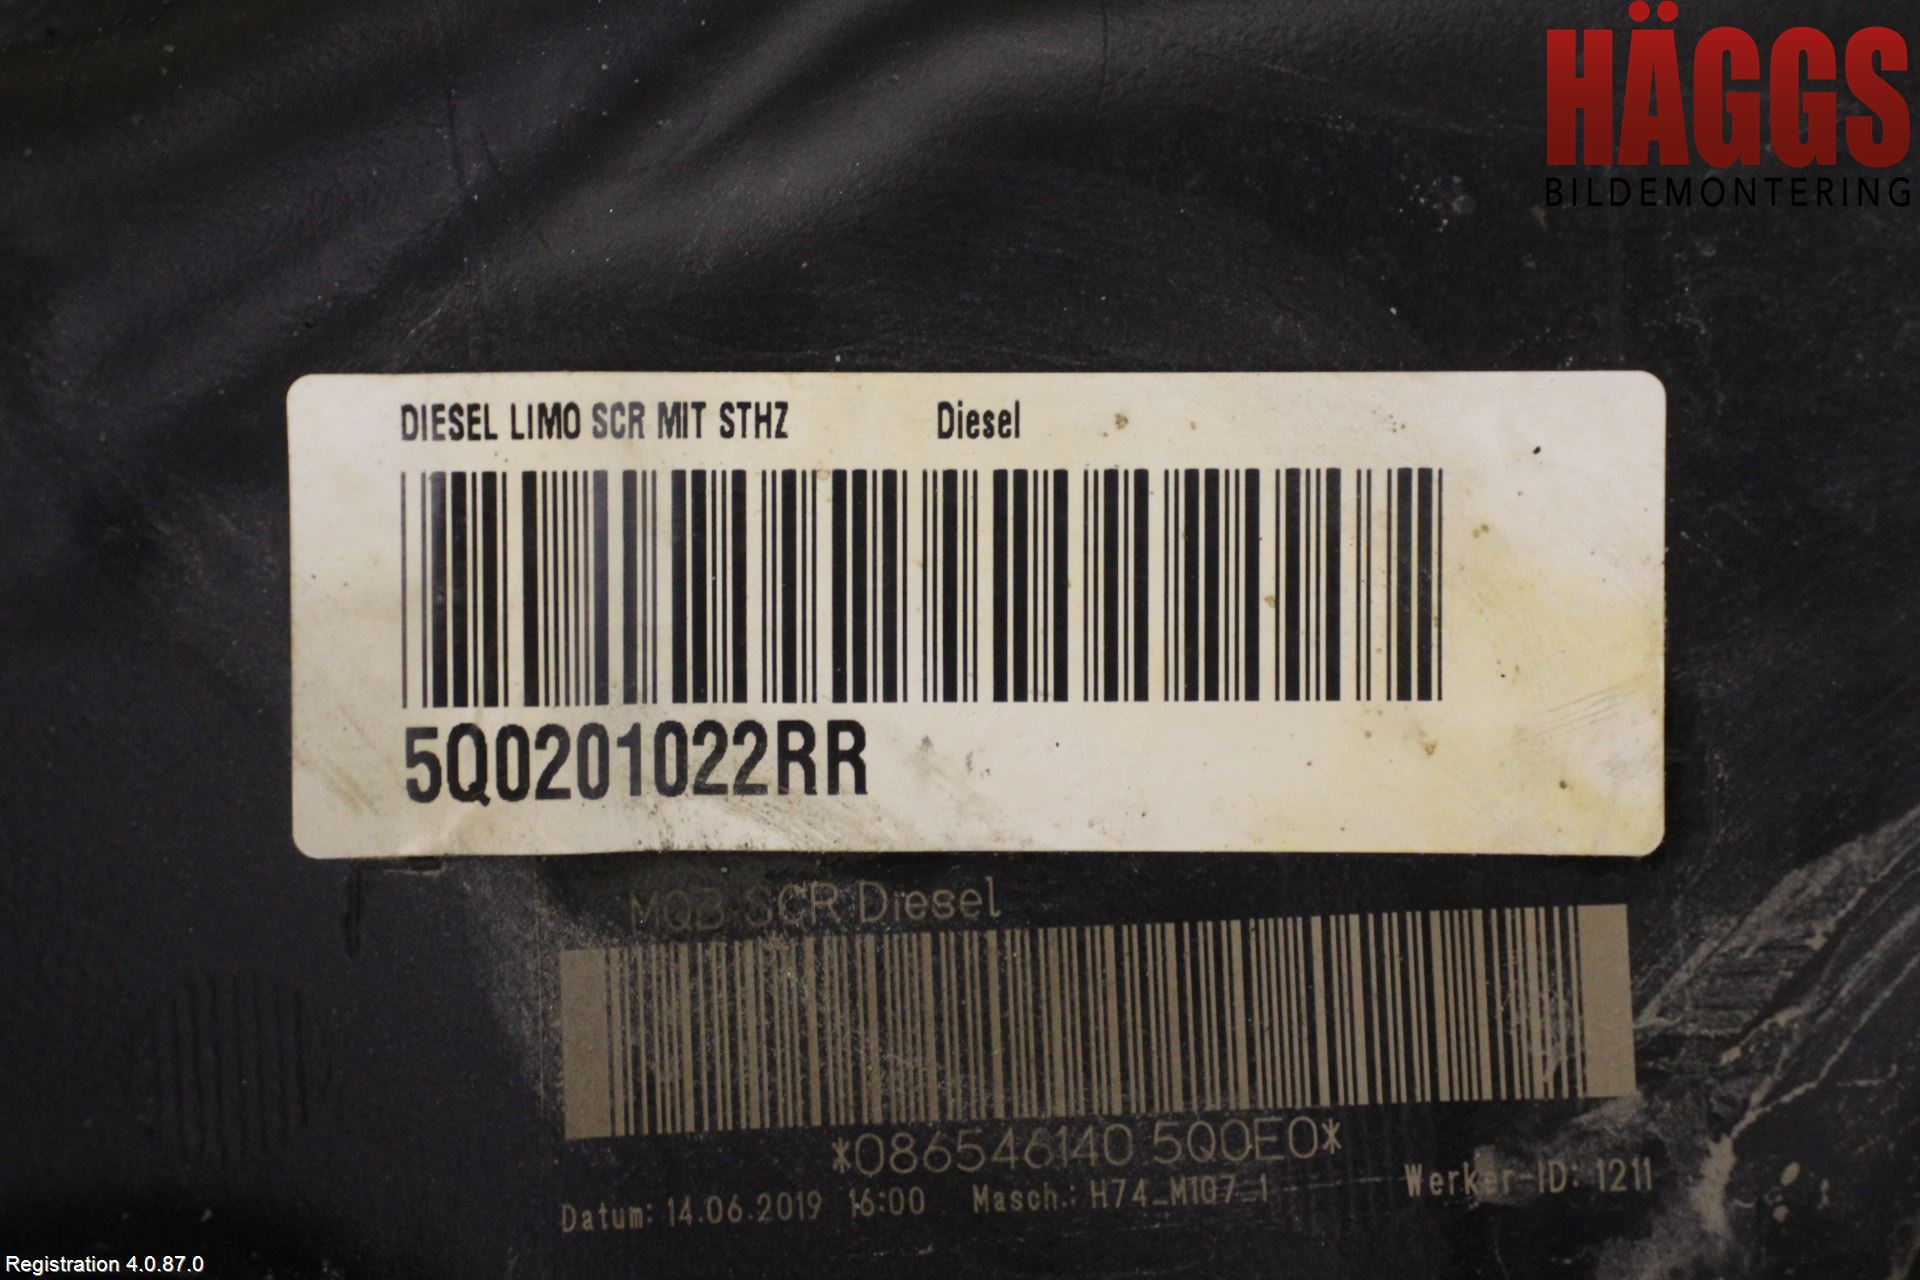 HÄGGS
BILDEMONTERING
DIESEL LIMO SCR MIT STHZ Diesel
5Q0201022RR
MQB SCR Diesel
*086546140 5Q0E0*
Datum: 14.06.2019 16:00 Masch.: H74_M107_1 Werker-ID: 1211
Registration 4.0.87.0